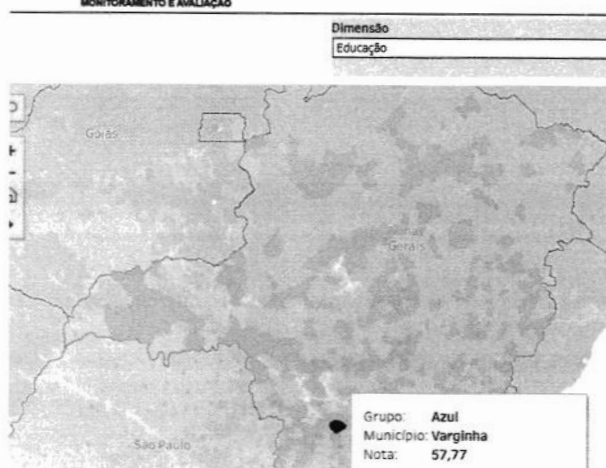 MONITORAMENTO E AVALIAÇÃO
Dimensão
Educação
Goiás
Minas
Gerais
São Paulo
Grupo: Azul
Município: Varginha
Nota: 57,77